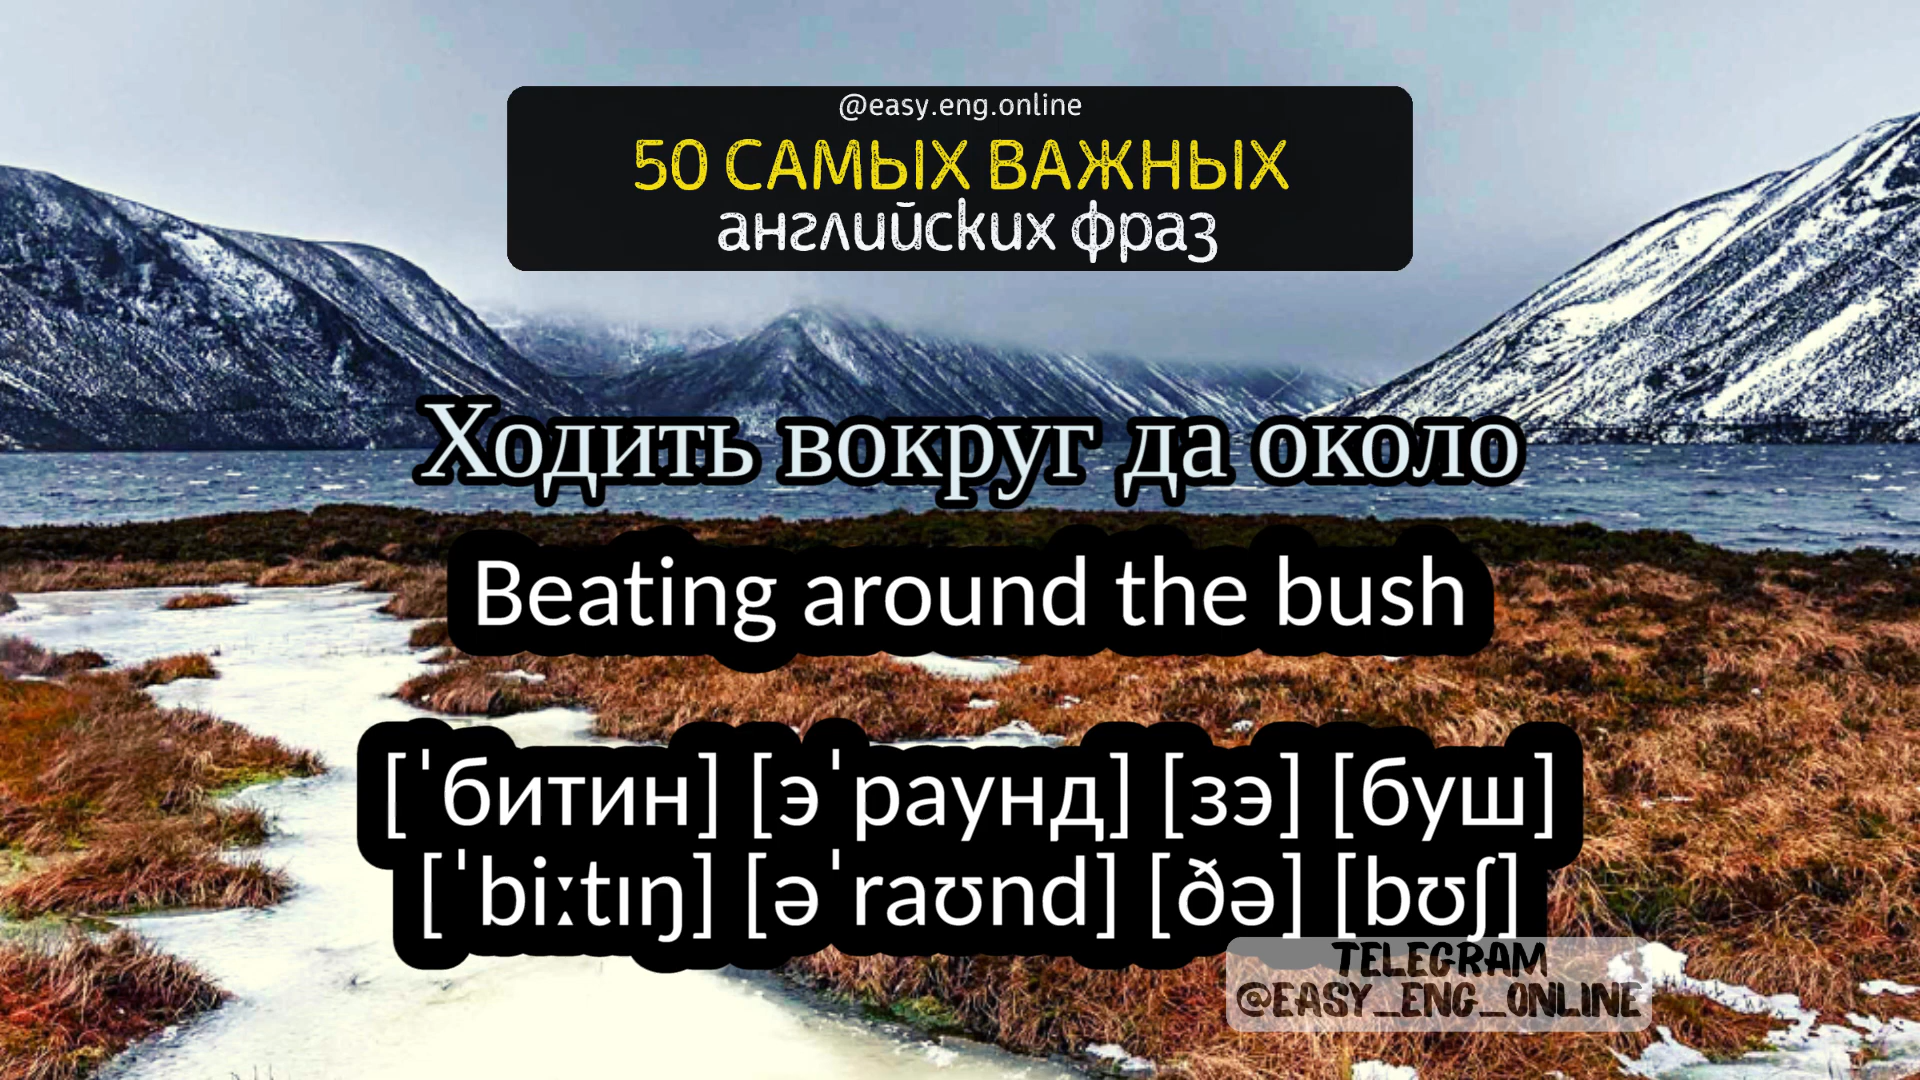 @easy.eng.online
50 САМЫХ ВАЖНЫХ
английских фраз
Ходить вокруг да около
Beating around the bush
[ˈбитин] [эˈраунд] [зэ] [буш]
[ˈbiːtɪŋ] [əˈraʊnd] [ðə] [bʊʃ]
TELEGRAM
@EASY_ENG_ONLINE